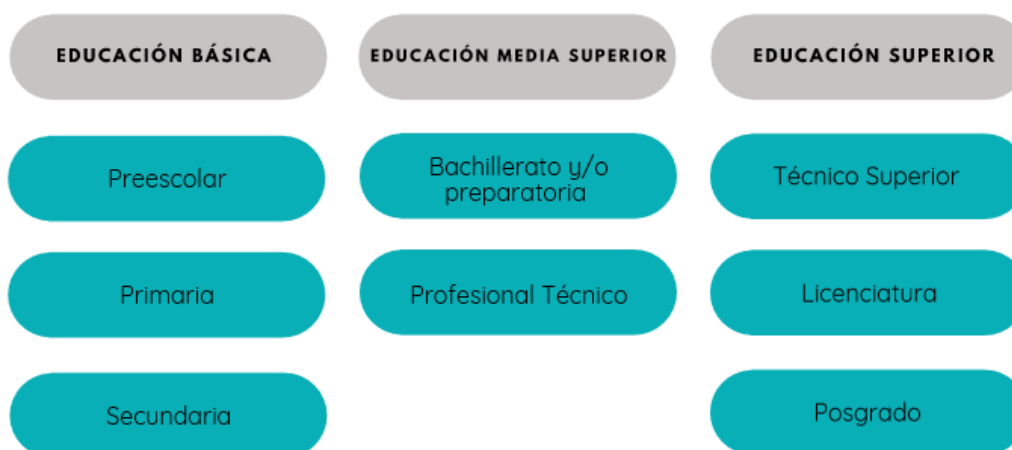 EDUCACIÓN BÁSICA
EDUCACIÓN MEDIA SUPERIOR
EDUCACIÓN SUPERIOR
Preescolar
Bachillerato y/o
preparatoria
Técnico Superior
Primaria
Profesional Técnico
Licenciatura
Secundaria
Posgrado